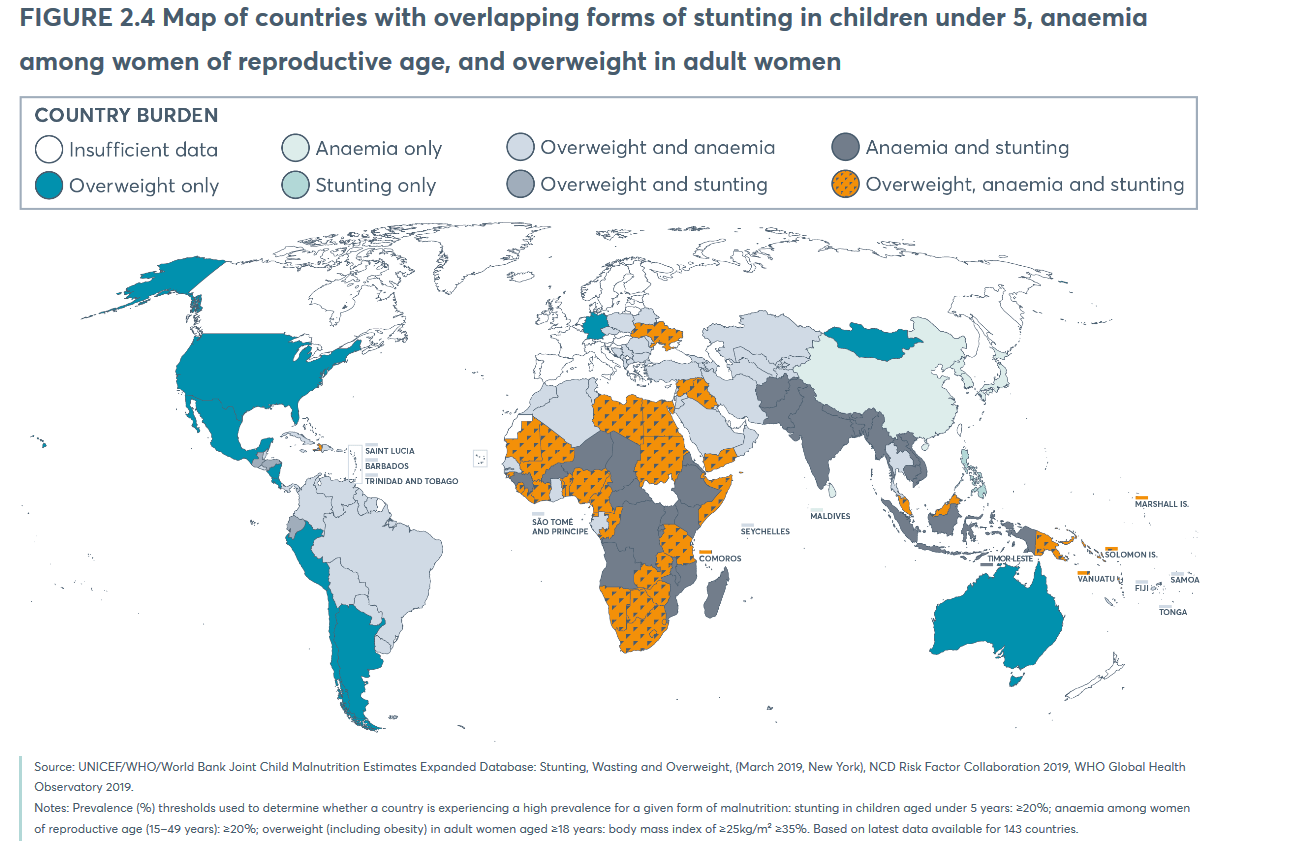 FIGURE 2.4 Map of countries with overlapping forms of stunting in children under 5, anaemia
among women of reproductive age, and overweight in adult women
COUNTRY BURDEN
Insufficient data
Anaemia only
Overweight and anaemia
Anaemia and stunting
Overweight only
Stunting only
Overweight and stunting
Overweight, anaemia and stunting
SAINT LUCIA
BARBADOS
TRINIDAD AND TOBAGO
SÃO TOMÉ
AND PRINCIPE
SEYCHELLES
COMOROS
MALDIVES
MARSHALL IS.
TIMOR-LESTE
SOLOMON IS.
VANUATU
FIJI
SAMOA
TONGA
Source: UNICEF/WHO/World Bank Joint Child Malnutrition Estimates Expanded Database: Stunting, Wasting and Overweight, (March 2019, New York), NCD Risk Factor Collaboration 2019, WHO Global Health
Observatory 2019.
Notes: Prevalence (%) thresholds used to determine whether a country is experiencing a high prevalence for a given form of malnutrition: stunting in children aged under 5 years: ≥20%; anaemia among women
of reproductive age (15–49 years): ≥20%; overweight (including obesity) in adult women aged ≥18 years: body mass index of ≥25kg/m² ≥35%. Based on latest data available for 143 countries.